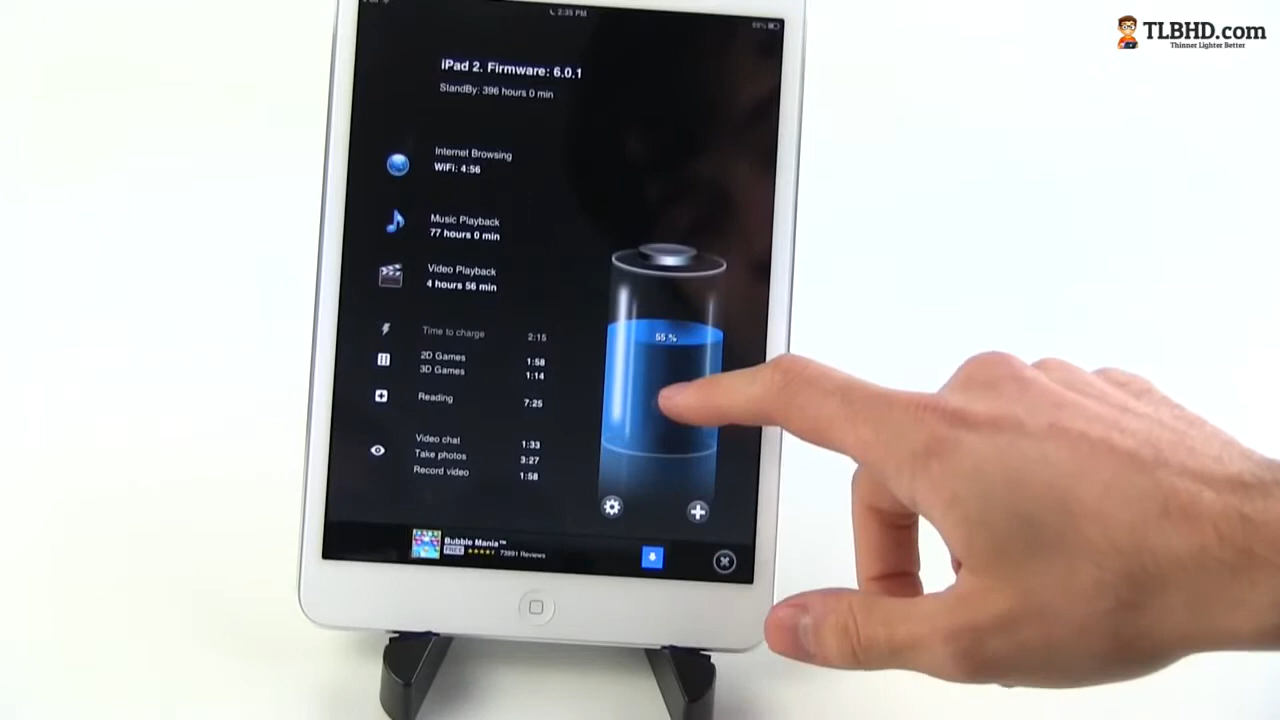 TLBHD.com
Thinner Lighter Better
2:35 PM
iPad 2. Firmware: 6.0.1
StandBy: 396 hours 0 min
Internet Browsing
WiFi: 4:56
Music Playback
77 hours 0 min
Video Playback
4 hours 56 min
Time to charge 2:15
2D Games 1:58
3D Games 1:14
Reading 7:25
Video chat 1:33
Take photos 3:27
Record video 1:58
55 %
Bubble Mania™
FREE 73991 Reviews